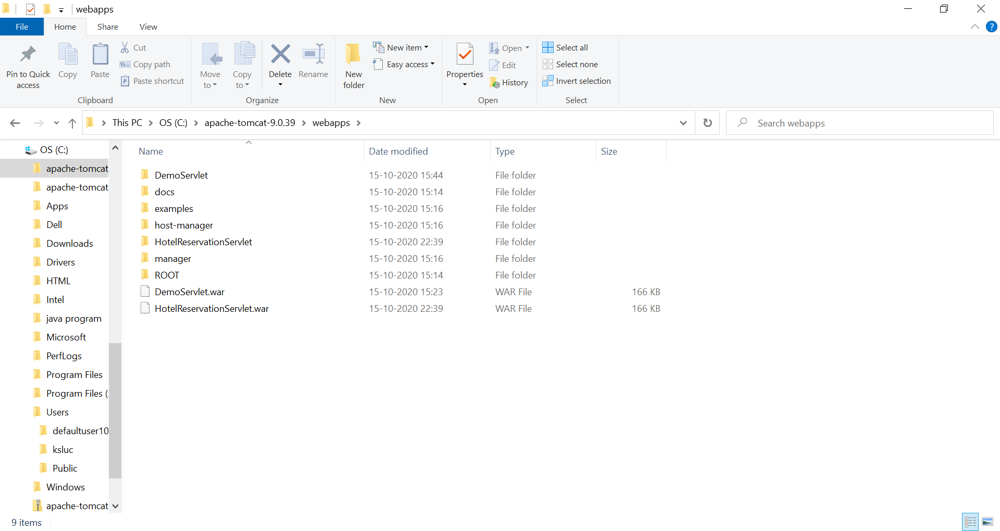 webapps
File Home Share View
Pin to Quick access
Copy
Paste
Cut
Copy path
Paste shortcut
Clipboard
Move to
Copy to
Delete
Rename
Organize
New folder
New item
Easy access
New
Properties
Open
Edit
History
Open
Select all
Select none
Invert selection
Select
This PC OS (C:) apache-tomcat-9.0.39 webapps
Search webapps
OS (C:)
apache-tomcat
apache-tomcat
Apps
Dell
Downloads
Drivers
HTML
Intel
java program
Microsoft
PerfLogs
Program Files
Program Files (
Users
defaultuser10
ksluc
Public
Windows
apache-tomcat
Name Date modified Type Size
DemoServlet 15-10-2020 15:44 File folder
docs 15-10-2020 15:14 File folder
examples 15-10-2020 15:16 File folder
host-manager 15-10-2020 15:16 File folder
HotelReservationServlet 15-10-2020 22:39 File folder
manager 15-10-2020 15:16 File folder
ROOT 15-10-2020 15:14 File folder
DemoServlet.war 15-10-2020 15:23 WAR File 166 KB
HotelReservationServlet.war 15-10-2020 22:39 WAR File 166 KB
9 items